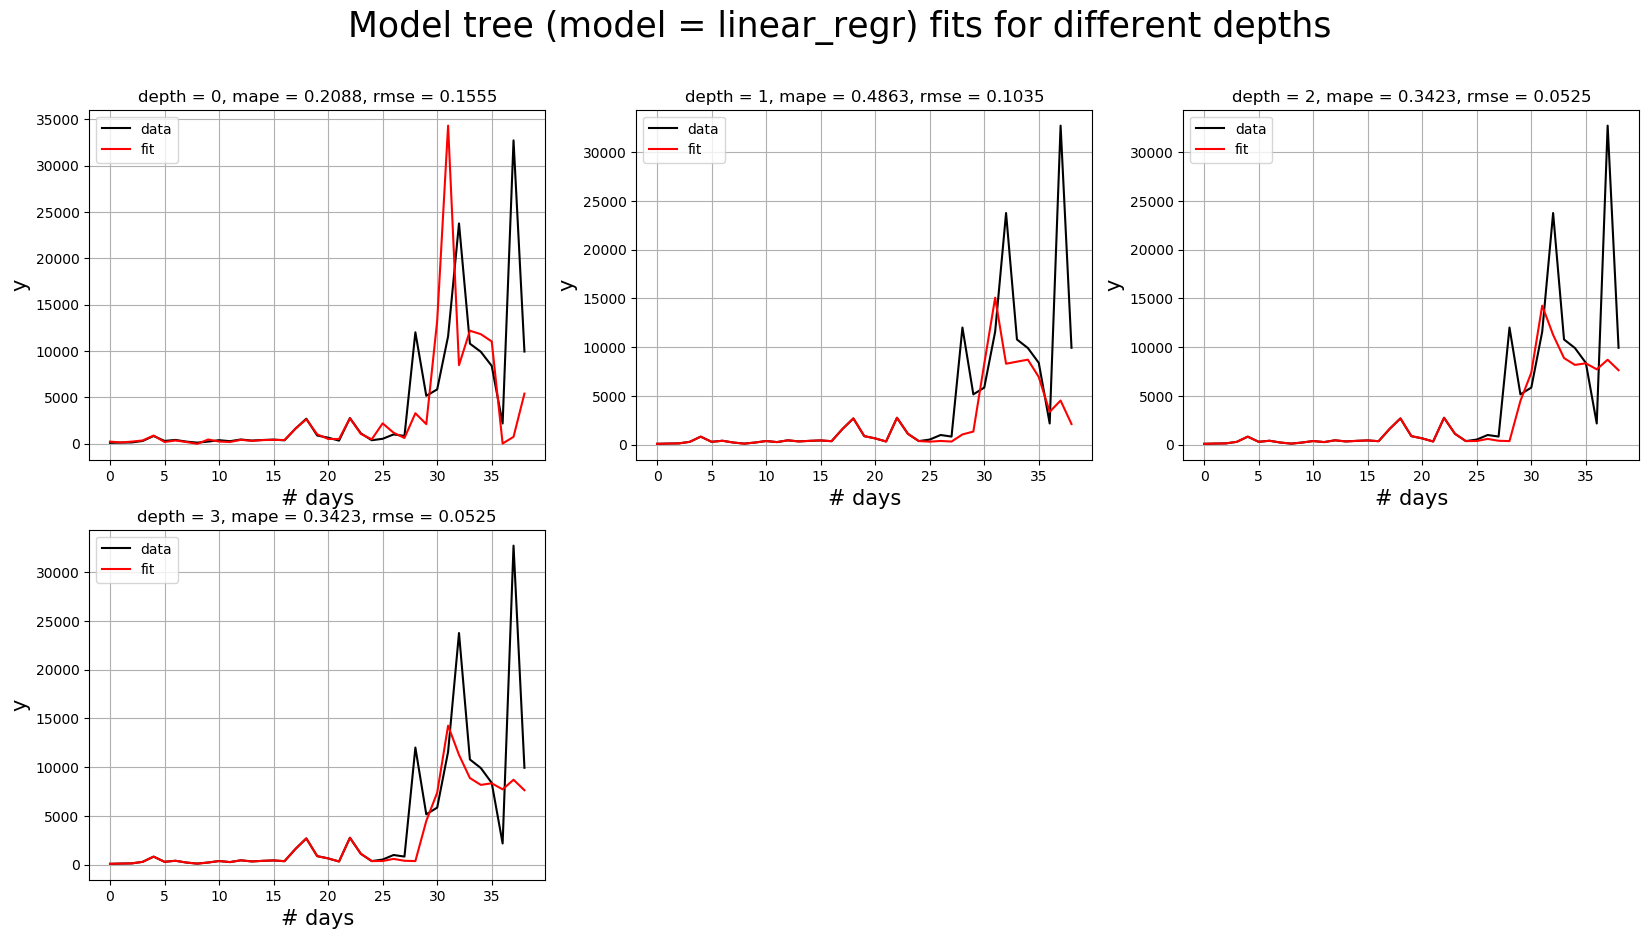 Model tree (model = linear_regr) fits for different depths
depth = 0, mape = 0.2088, rmse = 0.1555
data
fit
35000
30000
25000
20000
15000
10000
5000
0
y
0 5 10 15 20 25 30 35
# days
depth = 1, mape = 0.4863, rmse = 0.1035
data
fit
30000
25000
20000
15000
10000
5000
0
y
0 5 10 15 20 25 30 35
# days
depth = 2, mape = 0.3423, rmse = 0.0525
data
fit
30000
25000
20000
15000
10000
5000
0
y
0 5 10 15 20 25 30 35
# days
depth = 3, mape = 0.3423, rmse = 0.0525
data
fit
30000
25000
20000
15000
10000
5000
0
y
0 5 10 15 20 25 30 35
# days